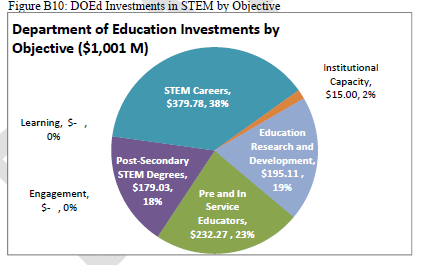 Figure B10: DOEd Investments in STEM by Objective
Department of Education Investments by
Objective ($1,001 M)
Institutional
Capacity,
$15.00, 2%
STEM Careers,
$379.78, 38%
Learning, $- ,
0%
Education
Research and
Development,
$195.11 ,
19%
Post-Secondary
STEM Degrees,
$179.03,
18%
Engagement,
$- , 0%
Pre and In
Service
Educators,
$232.27 , 23%